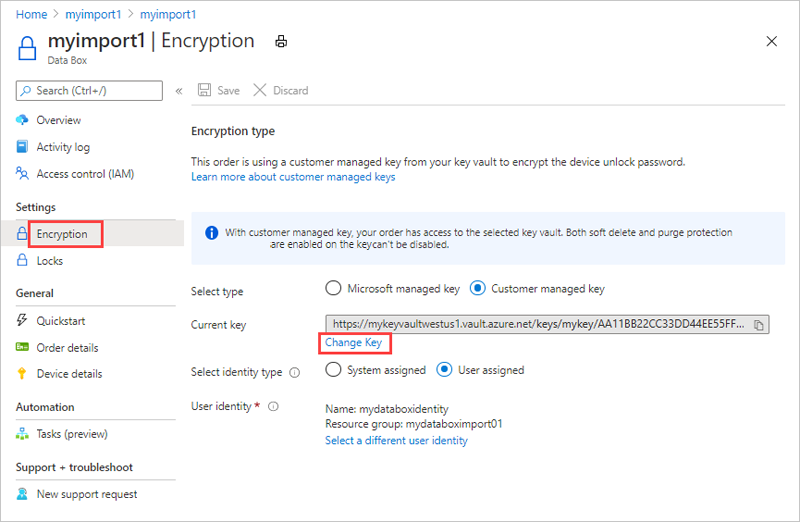 Home > myimport1 > myimport1
myimport1 | Encryption
Data Box
Search (Ctrl+/)
«
Save
Discard
Overview
Activity log
Access control (IAM)
Settings
Encryption
Locks
General
Quickstart
Order details
Device details
Automation
Tasks (preview)
Support + troubleshoot
New support request
Encryption type
This order is using a customer managed key from your key vault to encrypt the device unlock password.
Learn more about customer managed keys
With customer managed key, your order has access to the selected key vault. Both soft delete and purge protection
are enabled on the keycan't be disabled.
Select type
Microsoft managed key
Customer managed key
Current key
https://mykeyvaultwestus1.vault.azure.net/keys/mykey/AA11BB22CC33DD44EE55FF...
Change Key
Select identity type
System assigned
User assigned
User identity *
Name: mydataboxidentity
Resource group: mydataboximport01
Select a different user identity